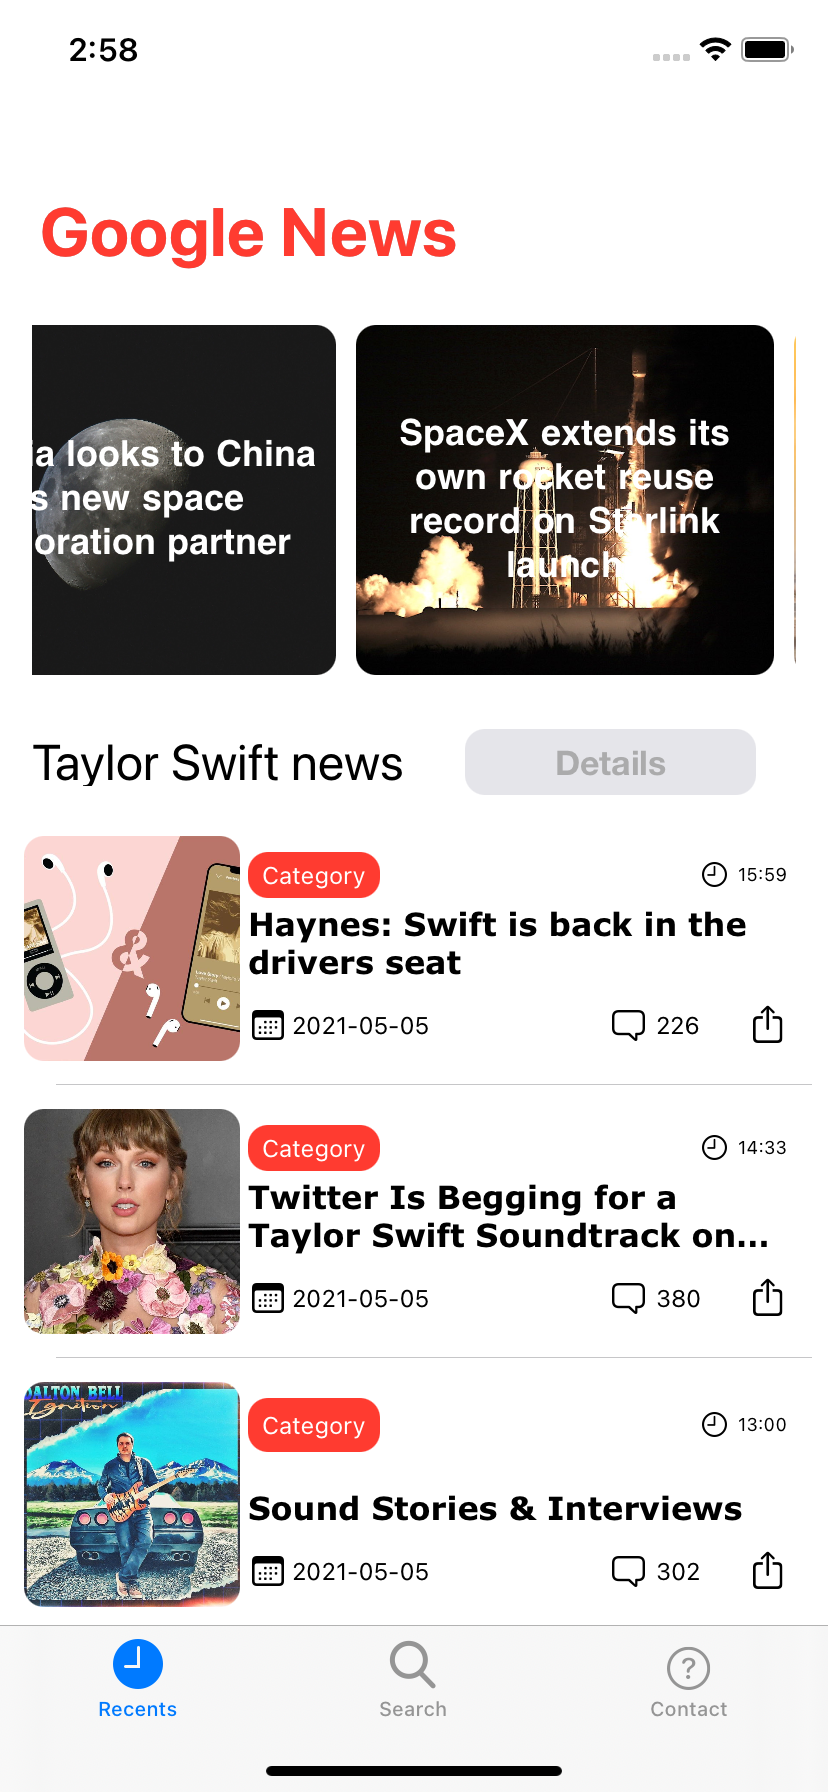 2:58
Google News
ia looks to China
s new space
oration partner
SpaceX extends its
own rocket reuse
record on Starlink
launch
Taylor Swift news
Details
Category
15:59
Haynes: Swift is back in the
drivers seat
2021-05-05
226
Category
14:33
Twitter Is Begging for a
Taylor Swift Soundtrack on...
2021-05-05
380
DALTON BELL
Ignition
Category
13:00
Sound Stories & Interviews
2021-05-05
302
Recents
Search
Contact